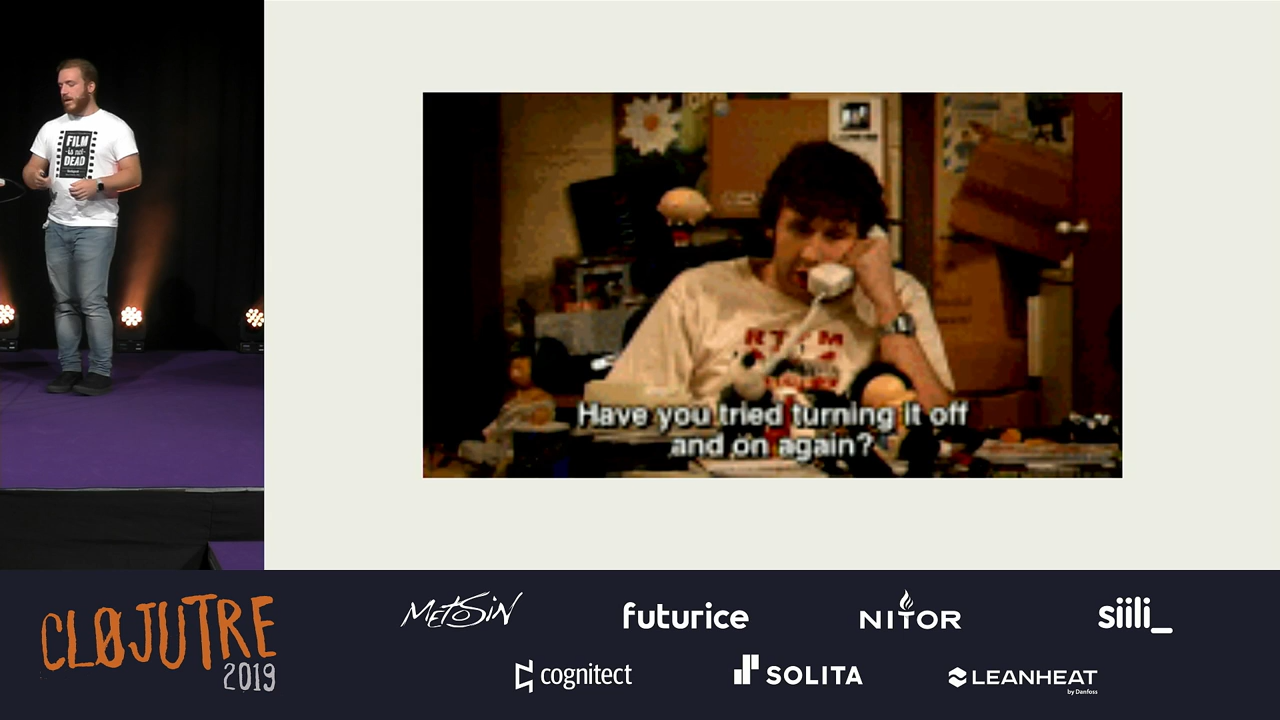 FILM
is not
DEAD
Have you tried turning it off
and on again?
CLØJUTRE
2019
METOSIN
futurice
NITOR
siili_
cognitect
SOLITA
LEANHEAT
by Danfoss